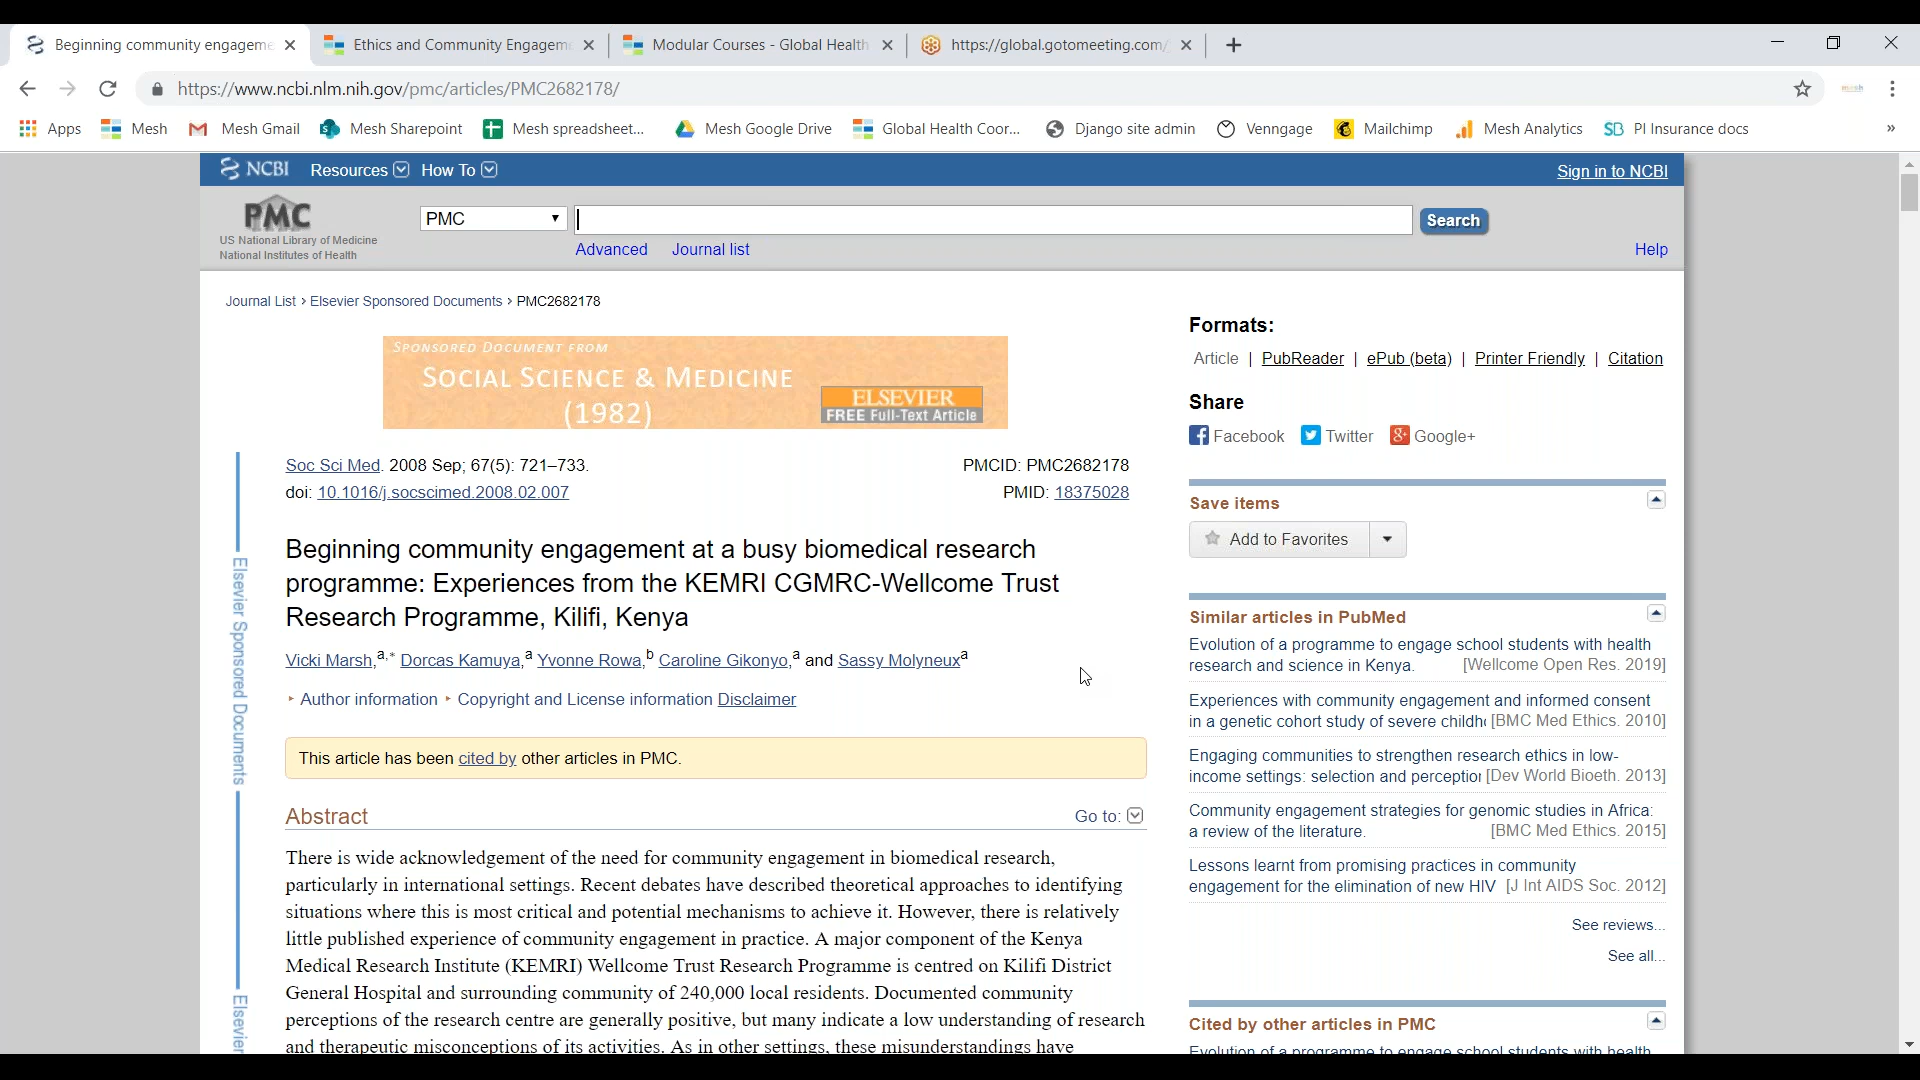 Beginning community engageme
Ethics and Community Engagem
Modular Courses - Global Health
https://global.gotomeeting.com/
https://www.ncbi.nlm.nih.gov/pmc/articles/PMC2682178/
mesh
Apps
Mesh
Mesh Gmail
Mesh Sharepoint
Mesh spreadsheet...
Mesh Google Drive
Global Health Coor...
Django site admin
Venngage
Mailchimp
Mesh Analytics
SB PI Insurance docs
»
NCBI Resources How To
Sign in to NCBI
PMC
US National Library of Medicine
National Institutes of Health
PMC
Search
Advanced Journal list
Help
Journal List > Elsevier Sponsored Documents > PMC2682178
SPONSORED DOCUMENT FROM
SOCIAL SCIENCE & MEDICINE
(1982)
ELSEVIER
FREE Full-Text Article
Elsevier Sponsored Documents
Elsevier
Soc Sci Med. 2008 Sep; 67(5): 721–733.
doi: 10.1016/j.socscimed.2008.02.007
PMCID: PMC2682178
PMID: 18375028
Beginning community engagement at a busy biomedical research
programme: Experiences from the KEMRI CGMRC-Wellcome Trust
Research Programme, Kilifi, Kenya
Vicki Marsh,a,* Dorcas Kamuya,a Yvonne Rowa,b Caroline Gikonyo,a and Sassy Molyneuxa
Author information Copyright and License information Disclaimer
This article has been cited by other articles in PMC.
Abstract
Go to:
There is wide acknowledgement of the need for community engagement in biomedical research,
particularly in international settings. Recent debates have described theoretical approaches to identifying
situations where this is most critical and potential mechanisms to achieve it. However, there is relatively
little published experience of community engagement in practice. A major component of the Kenya
Medical Research Institute (KEMRI) Wellcome Trust Research Programme is centred on Kilifi District
General Hospital and surrounding community of 240,000 local residents. Documented community
perceptions of the research centre are generally positive, but many indicate a low understanding of research
and therapeutic misconceptions of its activities. As in other settings, these misunderstandings have
Formats:
Article | PubReader | ePub (beta) | Printer Friendly | Citation
Share
Facebook Twitter Google+
Save items
Add to Favorites
Similar articles in PubMed
Evolution of a programme to engage school students with health
research and science in Kenya. [Wellcome Open Res. 2019]
Experiences with community engagement and informed consent
in a genetic cohort study of severe childh [BMC Med Ethics. 2010]
Engaging communities to strengthen research ethics in low-
income settings: selection and perception [Dev World Bioeth. 2013]
Community engagement strategies for genomic studies in Africa:
a review of the literature. [BMC Med Ethics. 2015]
Lessons learnt from promising practices in community
engagement for the elimination of new HIV [J Int AIDS Soc. 2012]
See reviews...
See all...
Cited by other articles in PMC
Evolution of a programme to engage school students with health